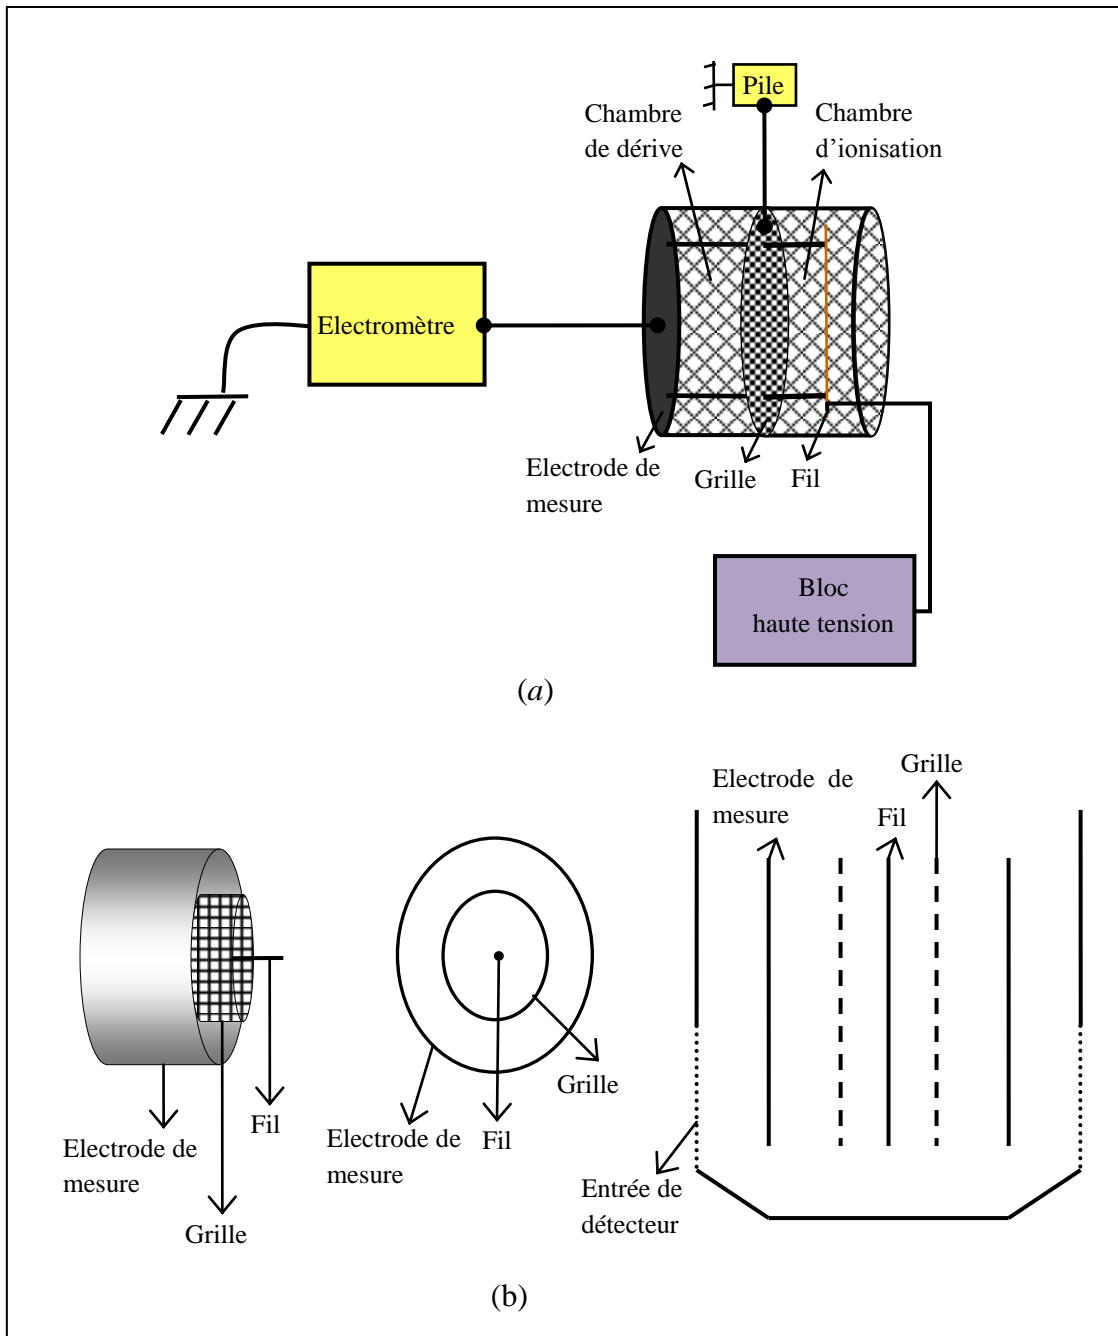 Pile
Chambre
de dérive
Chambre
d’ionisation
Electromètre
Electrode de
mesure
Grille
Fil
Bloc
haute tension
(a)
Electrode de
mesure
Fil
Grille
Electrode de
mesure
Fil
Grille
Electrode de
mesure
Fil
Grille
Entrée de
détecteur
(b)